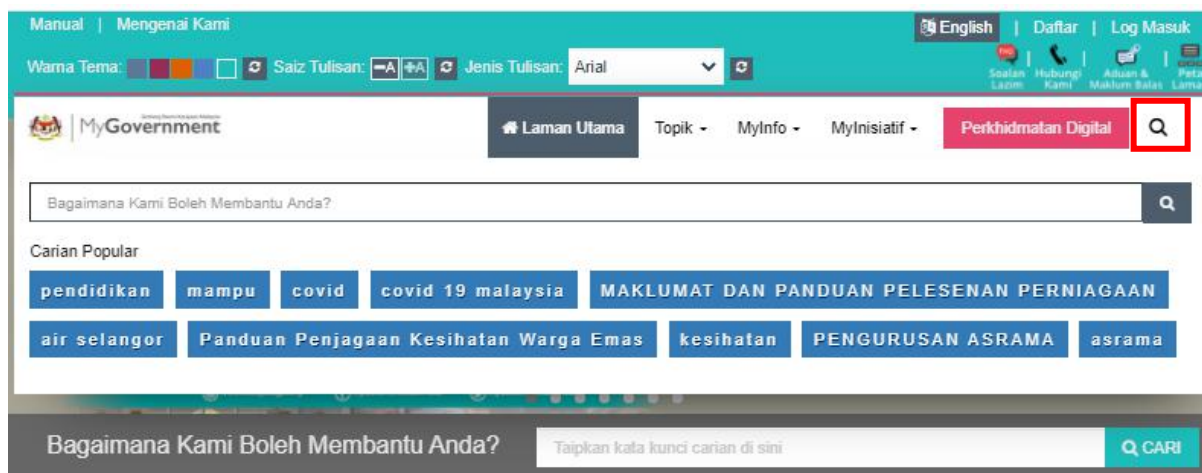 Manual | Mengenai Kami English | Daftar | Log Masuk
Warna Tema: Saiz Tulisan: -A +A Jenis Tulisan: Arial
Soalan Lazim Hubungi Kami Aduan & Maklum Balas Peta Lama
MyGovernment Laman Utama Topik MyInfo MyInisiatif Perkhidmatan Digital
Bagaimana Kami Boleh Membantu Anda?
Carian Popular
pendidikan mampu covid covid 19 malaysia MAKLUMAT DAN PANDUAN PELESENAN PERNIAGAAN
air selangor Panduan Penjagaan Kesihatan Warga Emas kesihatan PENGURUSAN ASRAMA asrama
Bagaimana Kami Boleh Membantu Anda? Taipkan kata kunci carian di sini CARI